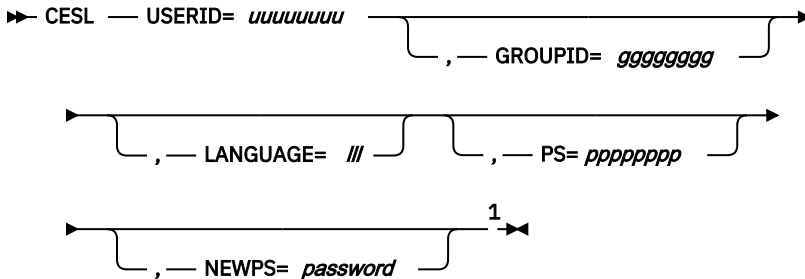 CESL USERID= uuuuuuuu
, GROUPID= gggggggg
, LANGUAGE= lll , PS= pppppppp
1
, NEWPS= password